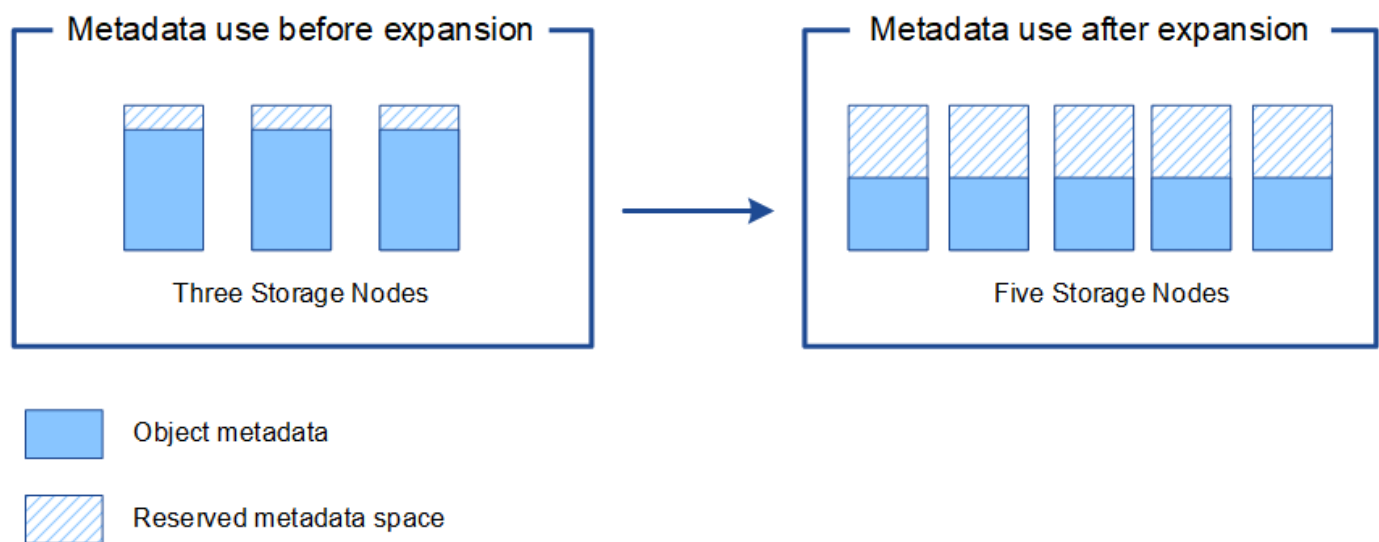 Metadata use before expansion
Metadata use after expansion
Three Storage Nodes
Five Storage Nodes
Object metadata
Reserved metadata space